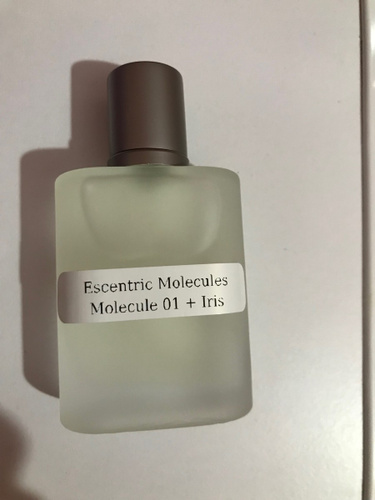 Escentric Molecules
Molecule 01 + Iris